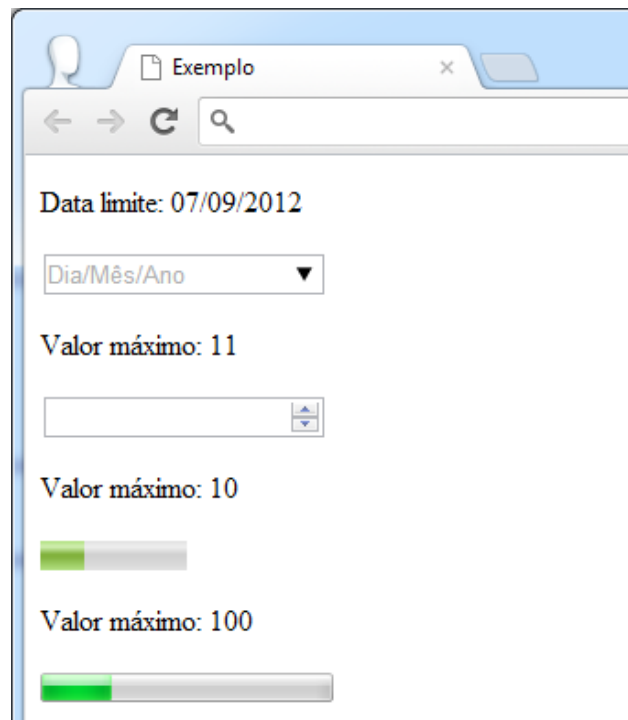 Exemplo
Data limite: 07/09/2012
Dia/Mês/Ano
Valor máximo: 11
Valor máximo: 10
Valor máximo: 100